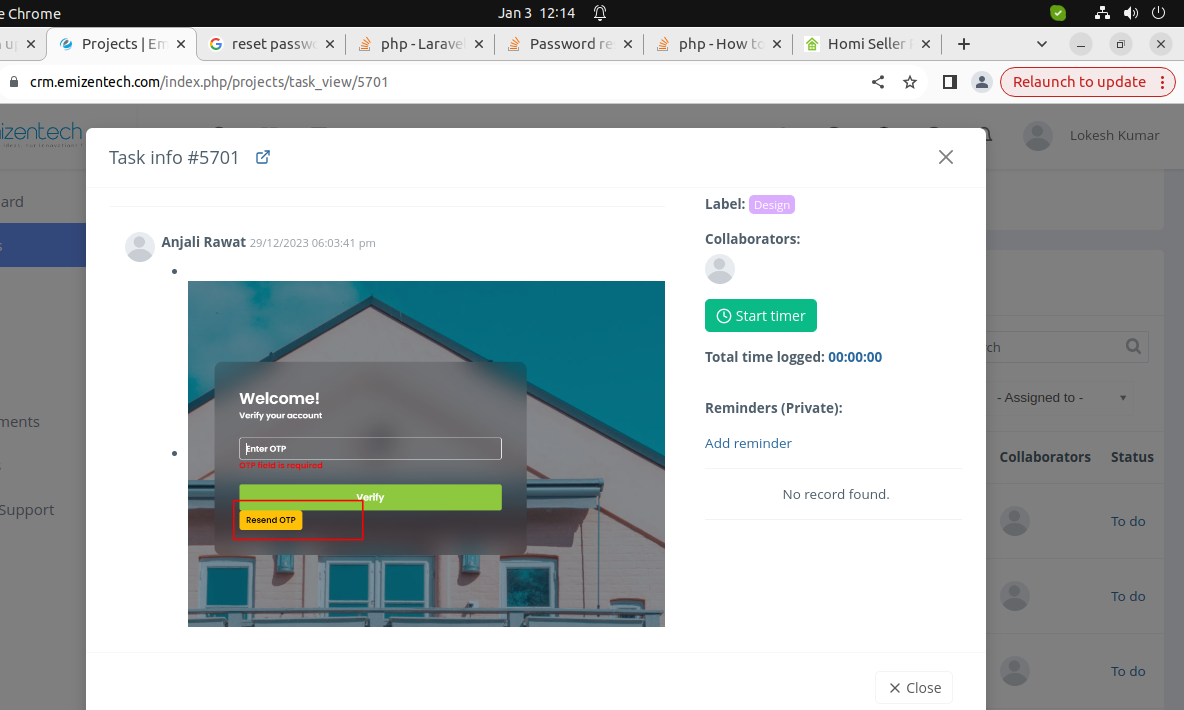 e Chrome
Jan 3 12:14
Projects | Em
reset passwo
php - Laravel
Password re
php - How to
Homi Seller
crm.emizentech.com/index.php/projects/task_view/5701
Relaunch to update
izentech
Lokesh Kumar
Task info #5701
ard
s
ments
Support
Anjali Rawat 29/12/2023 06:03:41 pm
Welcome!
Verify your account
Enter OTP
OTP field is required
Verify
Resend OTP
Label: Design
Collaborators:
Start timer
Total time logged: 00:00:00
Reminders (Private):
Add reminder
No record found.
rch
- Assigned to -
Collaborators Status
To do
To do
To do
Close